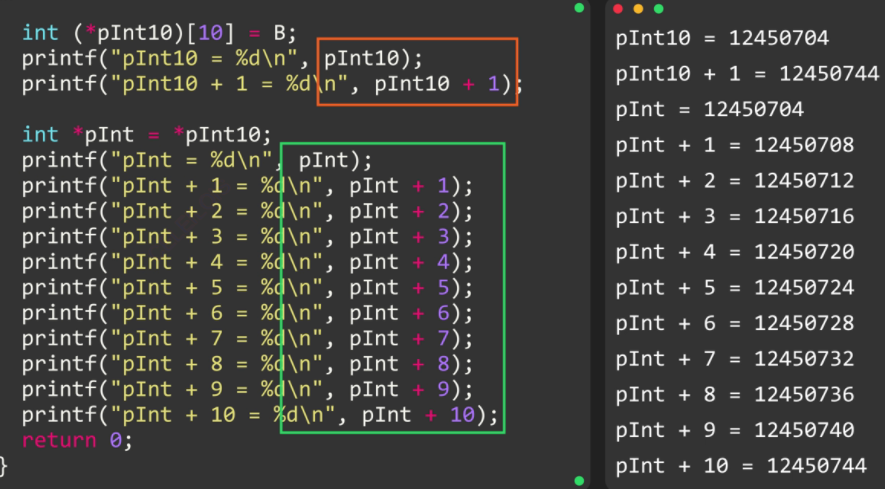 int (*pInt10)[10] = B;
printf("pInt10 = %d\n", pInt10);
printf("pInt10 + 1 = %d\n", pInt10 + 1);
int *pInt = *pInt10;
printf("pInt = %d\n", pInt);
printf("pInt + 1 = %d\n", pInt + 1);
printf("pInt + 2 = %d\n", pInt + 2);
printf("pInt + 3 = %d\n", pInt + 3);
printf("pInt + 4 = %d\n", pInt + 4);
printf("pInt + 5 = %d\n", pInt + 5);
printf("pInt + 6 = %d\n", pInt + 6);
printf("pInt + 7 = %d\n", pInt + 7);
printf("pInt + 8 = %d\n", pInt + 8);
printf("pInt + 9 = %d\n", pInt + 9);
printf("pInt + 10 = %d\n", pInt + 10);
return 0;
}
pInt10 = 12450704
pInt10 + 1 = 12450744
pInt = 12450704
pInt + 1 = 12450708
pInt + 2 = 12450712
pInt + 3 = 12450716
pInt + 4 = 12450720
pInt + 5 = 12450724
pInt + 6 = 12450728
pInt + 7 = 12450732
pInt + 8 = 12450736
pInt + 9 = 12450740
pInt + 10 = 12450744